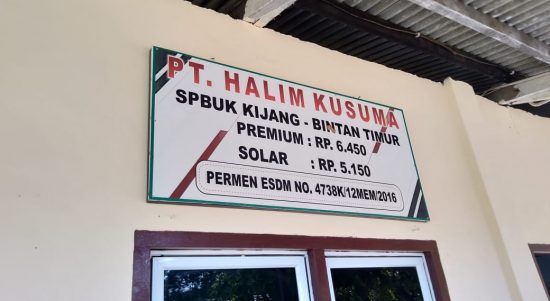 PT. HALIM KUSUMA
SPBUK KIJANG - BINTAN TIMUR
PREMIUM : RP. 6.450
SOLAR : RP. 5.150
PERMEN ESDM NO. 4738K/12MEM/2016